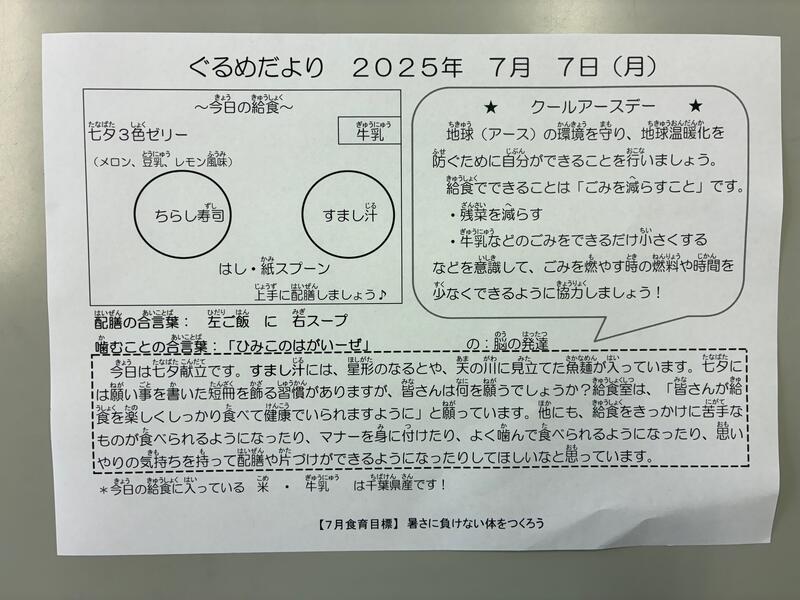 ぐるめだより　２０２５年　７月　７日（月）
～今日の給食～
七夕３色ゼリー
牛乳
（メロン、豆乳、レモン風味）
ちらし寿司
すまし汁
はし・紙スプーン
上手に配膳しましょう♪
★　クールアースデー　★
地球（アース）の環境を守り、地球温暖化を
防ぐために自分ができることを行いましょう。
給食でできることは「ごみを減らすこと」です。
・残菜を減らす
・牛乳などのごみをできるだけ小さくする
などを意識して、ごみを燃やす時の燃料や時間を
少なくできるように協力しましょう！
配膳の合言葉：　左ご飯　に　右スープ
噛むことの合言葉：「ひみこのはがいーぜ」　の：脳の発達
今日は七夕献立です。すまし汁には、星形のなるとや、天の川に見立てた魚麺が入っています。七夕に
は願い事を書いた短冊を飾る習慣がありますが、皆さんは何を願うでしょうか？給食室は、「皆さんが給
食を楽しくしっかり食べて健康でいられますように」と願っています。他にも、給食をきっかけに苦手な
ものが食べられるようになったり、マナーを身に付けたり、よく噛んで食べられるようになったり、思い
やりの気持ちを持って配膳や片づけができるようになったりしてほしいなと思っています。
＊今日の給食に入っている　米　・　牛乳　は千葉県産です！
【７月食育目標】 暑さに負けない体をつくろう